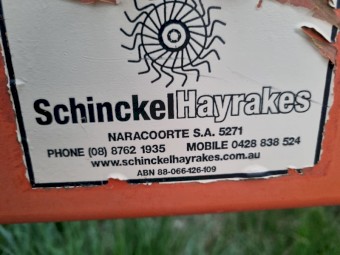 SchinckelHayrakes
NARACOORTE S.A. 5271
PHONE (08) 8762 1935 MOBILE 0428 838 524
www.schinckelhayrakes.com.au
ABN 88-066-426-109